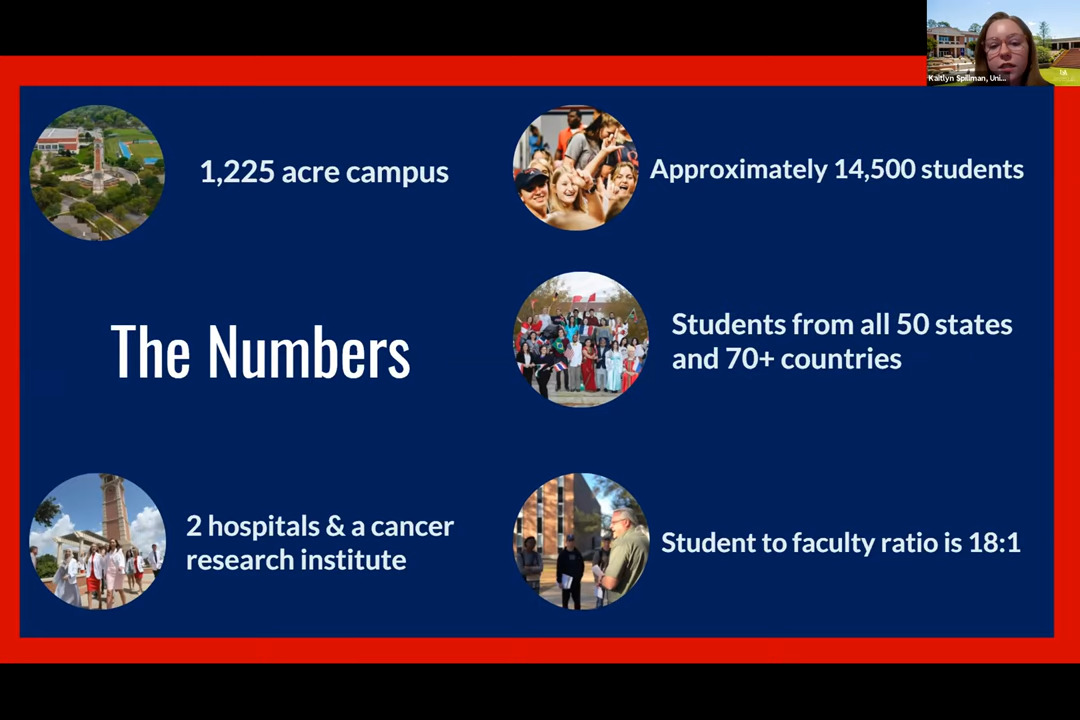 Kaitlyn Spillman, Uni...
1,225 acre campus
Approximately 14,500 students
The Numbers
Students from all 50 states
and 70+ countries
2 hospitals & a cancer
research institute
Student to faculty ratio is 18:1